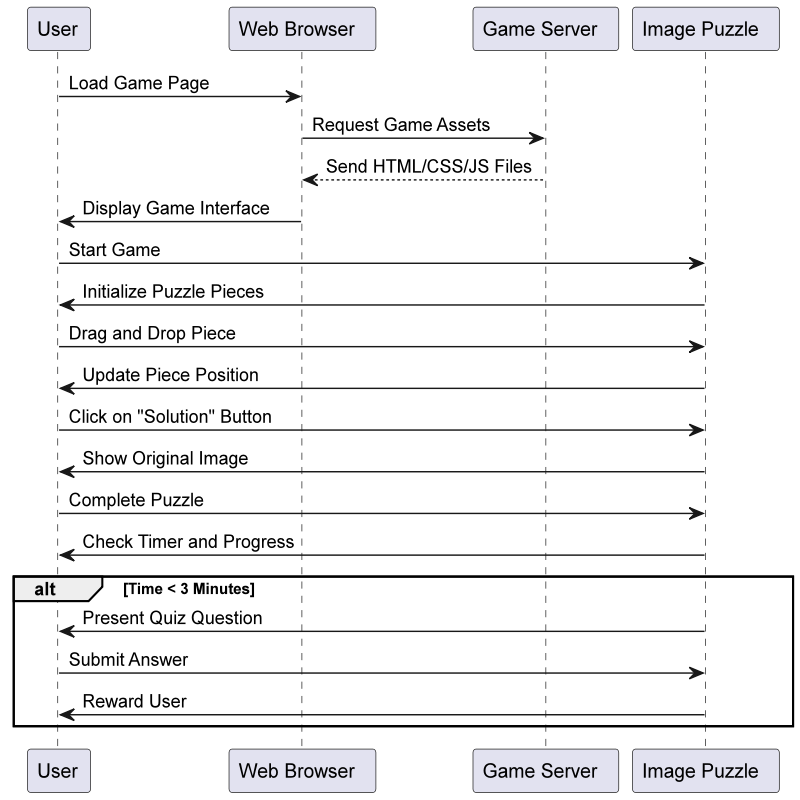 User Web Browser Game Server Image Puzzle
Load Game Page
Request Game Assets
Send HTML/CSS/JS Files
Display Game Interface
Start Game
Initialize Puzzle Pieces
Drag and Drop Piece
Update Piece Position
Click on "Solution" Button
Show Original Image
Complete Puzzle
Check Timer and Progress
alt [Time < 3 Minutes]
Present Quiz Question
Submit Answer
Reward User
User Web Browser Game Server Image Puzzle